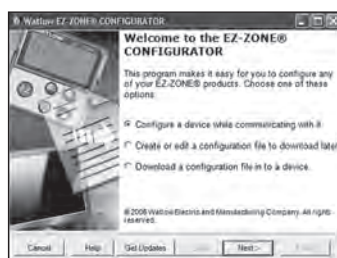 Watlow EZ-ZONE® CONFIGURATOR
Welcome to the EZ-ZONE®
CONFIGURATOR
This program makes it easy for you to configure any
of your EZ-ZONE® products. Choose one of these
options:
Configure a device while communicating with it.
Create or edit a configuration file to download later.
Download a configuration file in to a device.
Watlow Electric and Manufacturing Company. All rights
reserved.
Cancel
Help
Get Updates
Next >